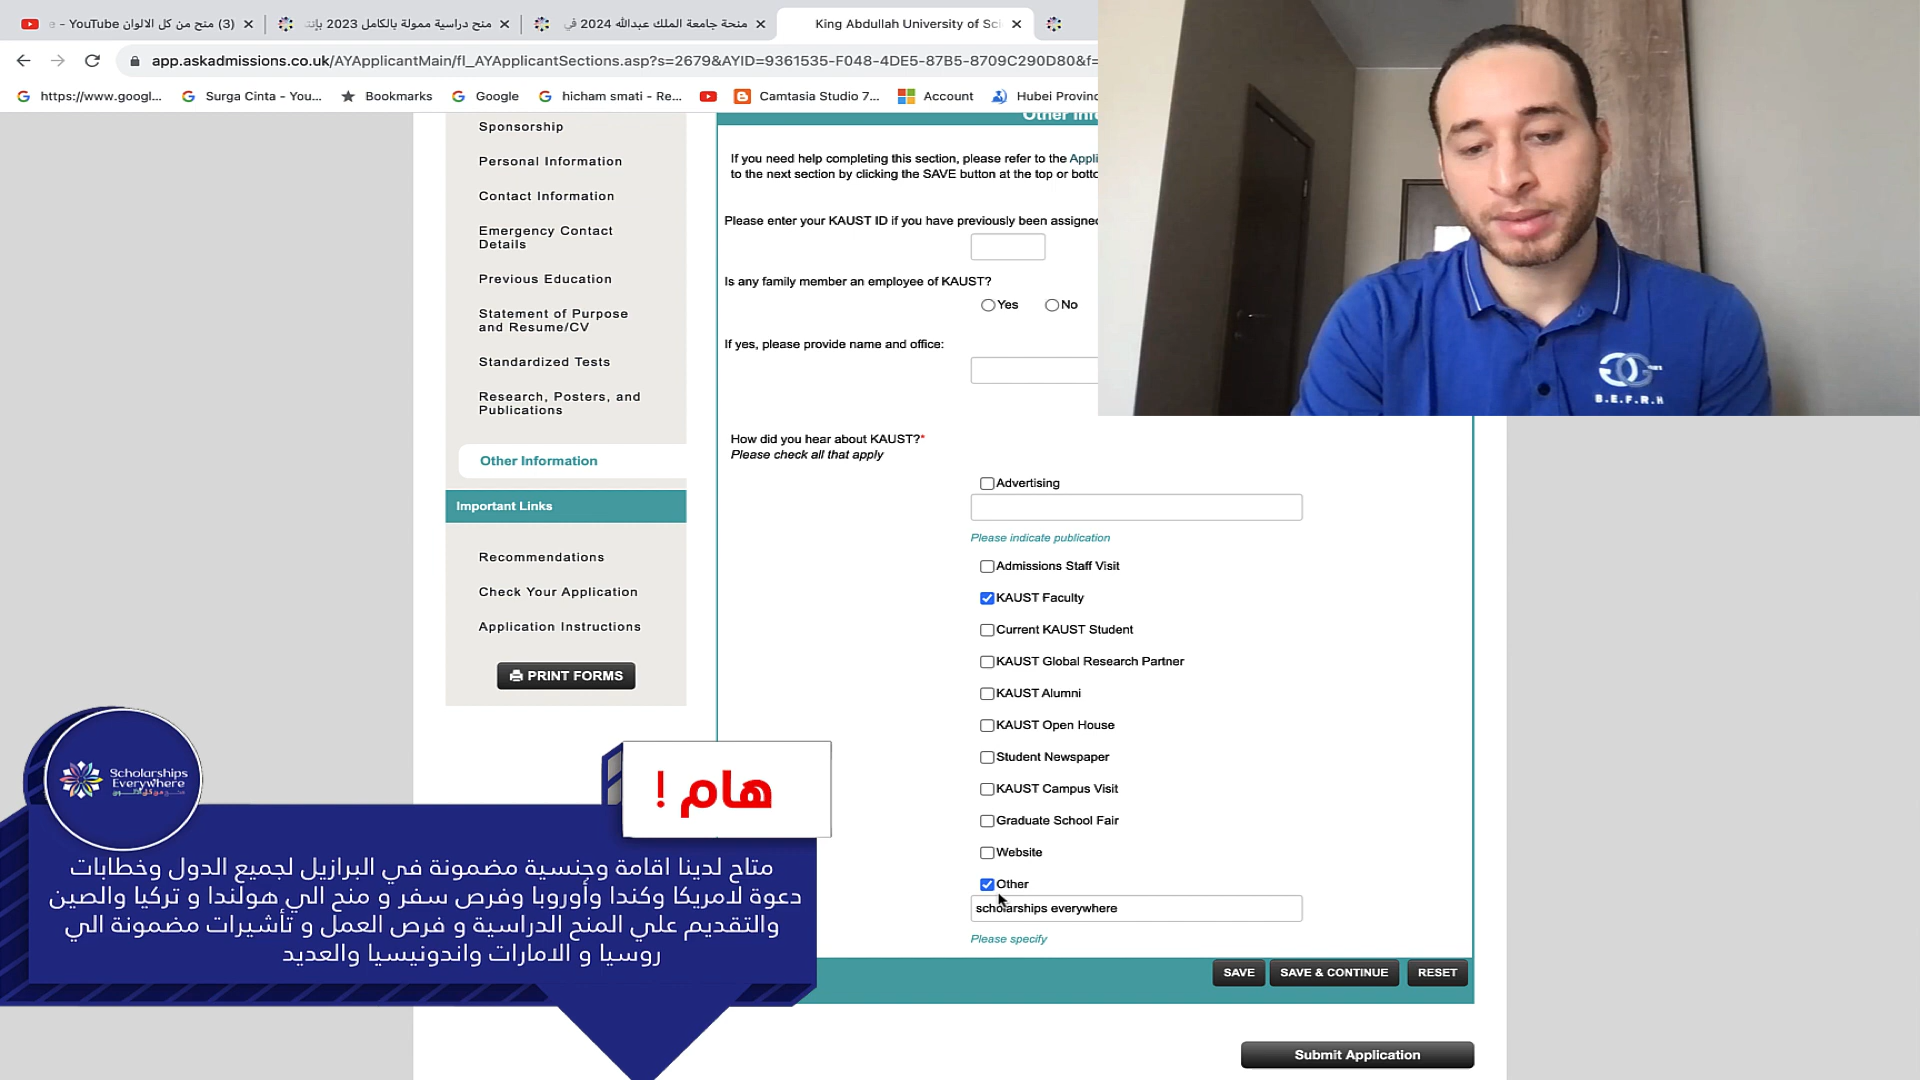 (3) منح من كل الالوان - YouTube
منح دراسية ممولة بالكامل 2023
منحة جامعة الملك عبدالله 2024 في
King Abdullah University of Sci
app.askadmissions.co.uk/AYApplicantMain/fl_AYApplicantSections.asp?s=2679&AYID=9361535-F048-4DE5-87B5-8709C290D80&f=
https://www.googl...
Surga Cinta - You...
Bookmarks
Google
hicham smati - Re...
Camtasia Studio 7...
Account
Hubei Provinc
Sponsorship
Personal Information
Contact Information
Emergency Contact
Details
Previous Education
Statement of Purpose
and Resume/CV
Standardized Tests
Research, Posters, and
Publications
Other Information
Important Links
Recommendations
Check Your Application
Application Instructions
PRINT FORMS
Other Inf
If you need help completing this section, please refer to the Appli
to the next section by clicking the SAVE button at the top or botto
Please enter your KAUST ID if you have previously been assigned
Is any family member an employee of KAUST?
Yes No
If yes, please provide name and office:
How did you hear about KAUST?*
Please check all that apply
Advertising
Please indicate publication
Admissions Staff Visit
KAUST Faculty
Current KAUST Student
KAUST Global Research Partner
KAUST Alumni
KAUST Open House
Student Newspaper
KAUST Campus Visit
Graduate School Fair
Website
Other
scholarships everywhere
Please specify
SAVE
SAVE & CONTINUE
RESET
Submit Application
B.E.F.R.H
Scholarships
Everywhere
منح من كل الالوان
هام !
متاح لدينا اقامة وجنسية مضمونة في البرازيل لجميع الدول وخطابات
دعوة لامريكا وكندا وأوروبا وفرص سفر و منح الي هولندا و تركيا والصين
والتقديم علي المنح الدراسية و فرص العمل و تأشيرات مضمونة الي
روسيا و الامارات واندونيسيا والعديد